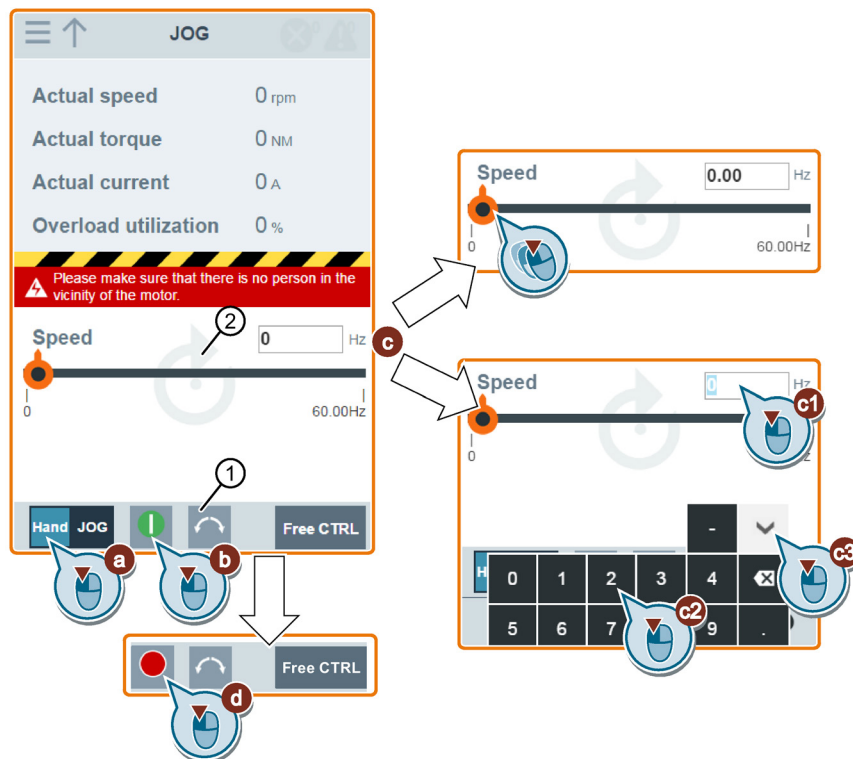 JOG
Actual speed 0 rpm
Actual torque 0 NM
Actual current 0 A
Overload utilization 0 %
Please make sure that there is no person in the
vicinity of the motor.
2
Speed 0 Hz
0 60.00Hz
1
Hand JOG Free CTRL
a b
Free CTRL
d
c
Speed 0.00 Hz
0 60.00Hz
Speed 0 Hz
c1
0
- 
c3
0 1 2 3 4
c2
5 6 7 9 .